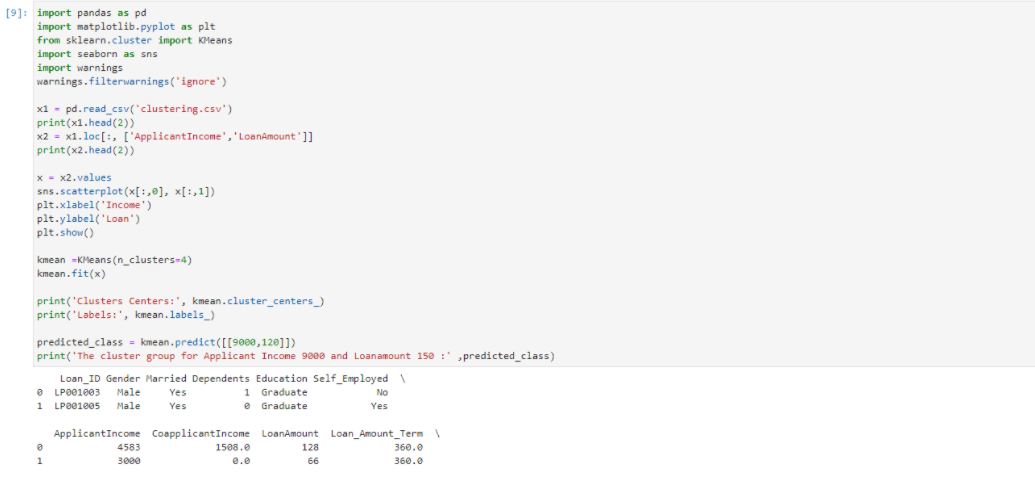 [9]: import pandas as pd
import matplotlib.pyplot as plt
from sklearn.cluster import KMeans
import seaborn as sns
import warnings
warnings.filterwarnings('ignore')

x1 = pd.read_csv('clustering.csv')
print(x1.head(2))
x2 = x1.loc[:, ['ApplicantIncome','LoanAmount']]
print(x2.head(2))

x = x2.values
sns.scatterplot(x[:,0], x[:,1])
plt.xlabel('Income')
plt.ylabel('Loan')
plt.show()

kmean =KMeans(n_clusters=4)
kmean.fit(x)

print('Clusters Centers:', kmean.cluster_centers_)
print('Labels:', kmean.labels_)

predicted_class = kmean.predict([[9000,120]])
print('The cluster group for Applicant Income 9000 and Loanamount 150 :' ,predicted_class)

Loan_ID Gender Married Dependents Education Self_Employed \
0 LP001003 Male Yes 1 Graduate No
1 LP001005 Male Yes 0 Graduate Yes

ApplicantIncome CoapplicantIncome LoanAmount Loan_Amount_Term \
0 4583 1508.0 128 360.0
1 3000 0.0 66 360.0